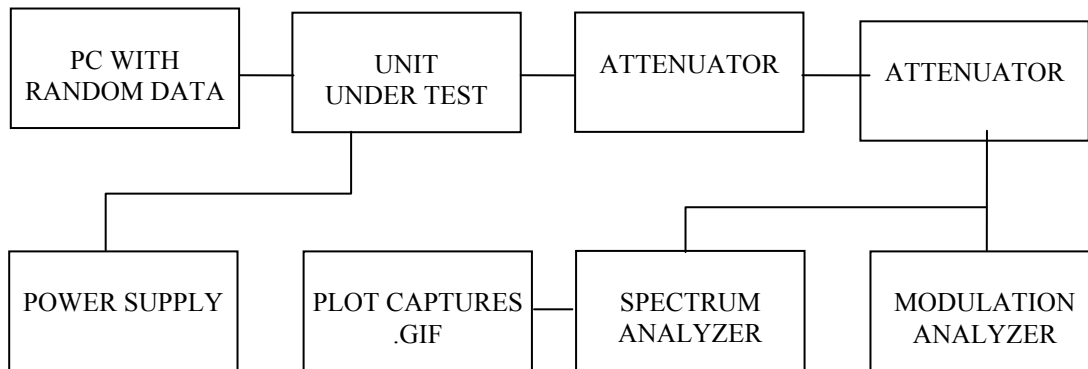 PC WITH
RANDOM DATA
UNIT
UNDER TEST
ATTENUATOR
ATTENUATOR
POWER SUPPLY
PLOT CAPTURES
.GIF
SPECTRUM
ANALYZER
MODULATION
ANALYZER